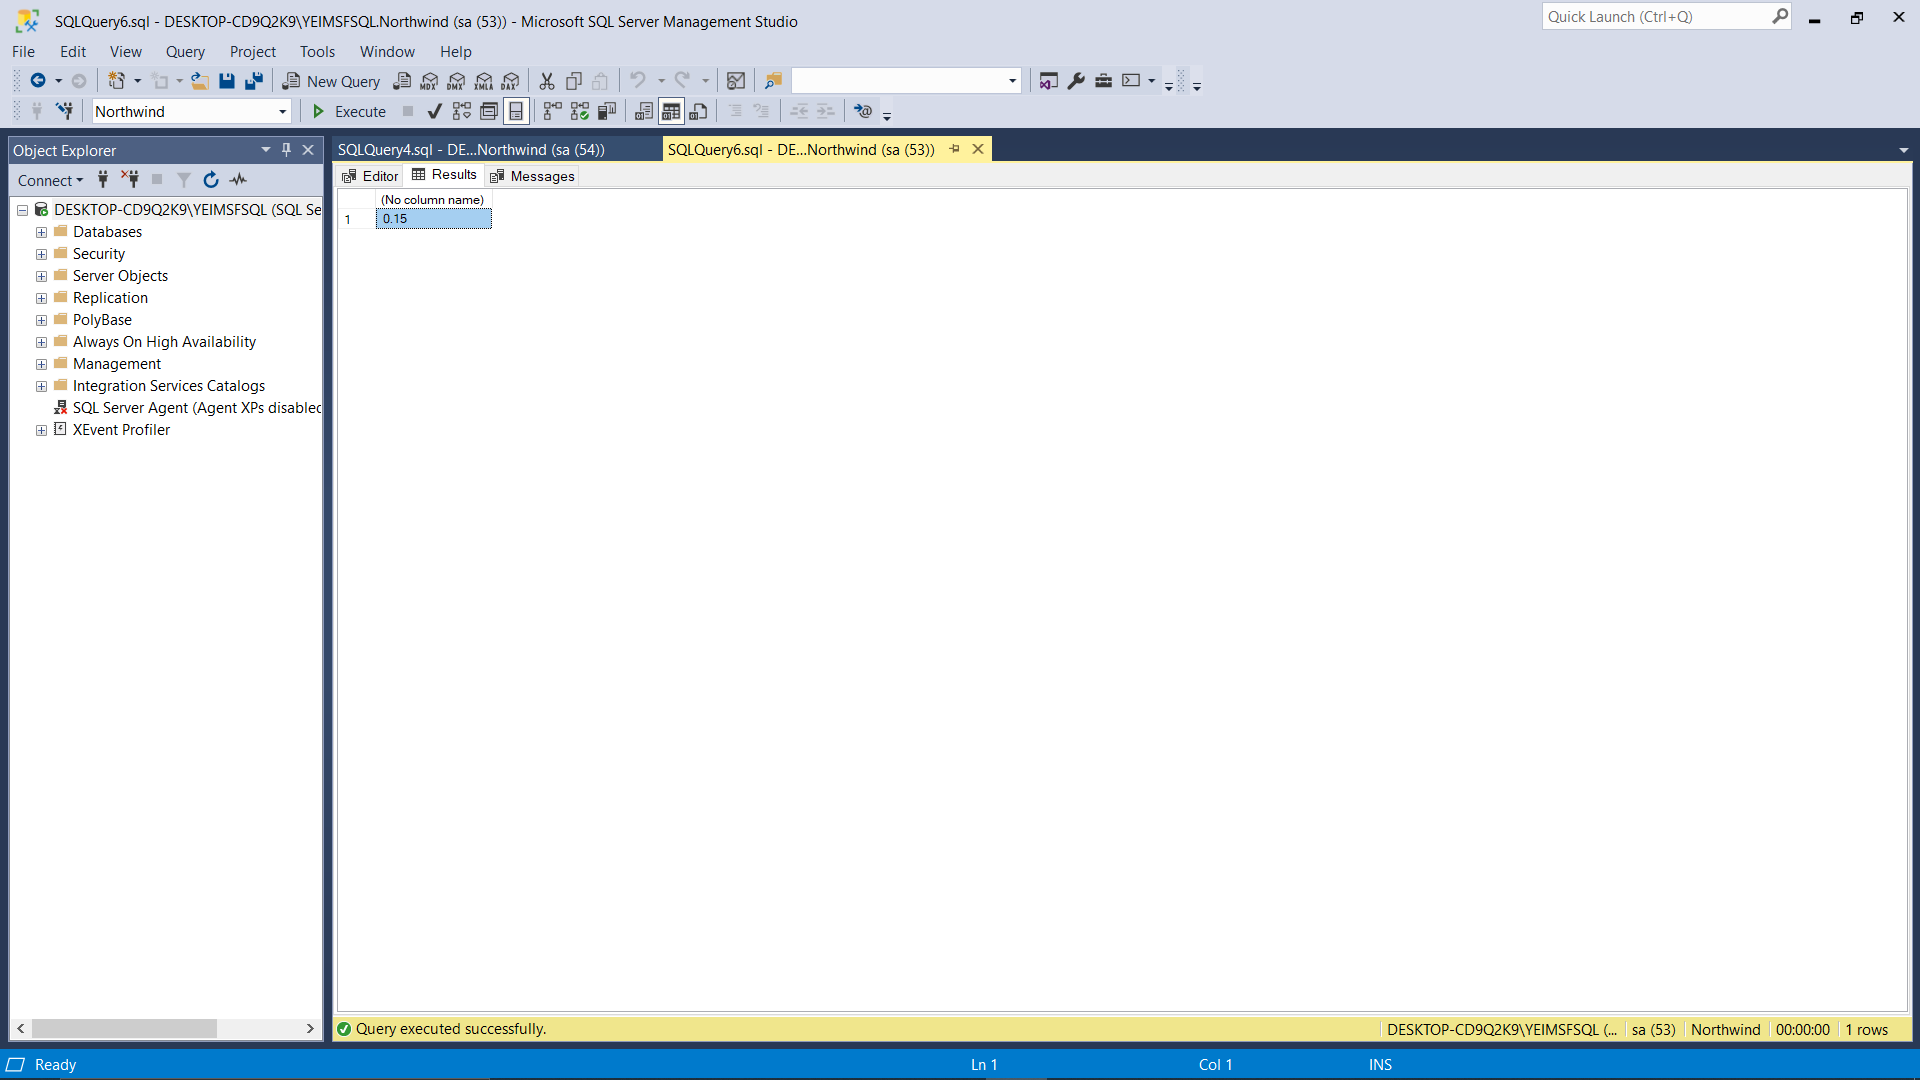 SQLQuery6.sql - DESKTOP-CD9Q2K9\YEIMSFSQL.Northwind (sa (53)) - Microsoft SQL Server Management Studio
Quick Launch (Ctrl+Q)
File Edit View Query Project Tools Window Help
New Query MDX DMX XMLA DAX
Northwind Execute
Object Explorer
SQLQuery4.sql - DE...Northwind (sa (54))
SQLQuery6.sql - DE...Northwind (sa (53))
Connect
Editor Results Messages
DESKTOP-CD9Q2K9\YEIMSFSQL (SQL Se
Databases
Security
Server Objects
Replication
PolyBase
Always On High Availability
Management
Integration Services Catalogs
SQL Server Agent (Agent XPs disabled
XEvent Profiler
(No column name)
1 0.15
Query executed successfully.
DESKTOP-CD9Q2K9\YEIMSFSQL (... sa (53) Northwind 00:00:00 1 rows
Ready Ln 1 Col 1 INS